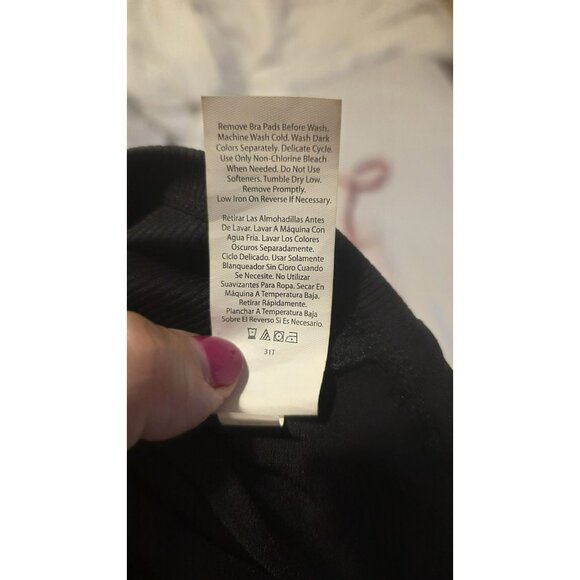 Remove Bra Pads Before Wash.
Machine Wash Cold. Wash Dark
Colors Separately. Delicate Cycle.
Use Only Non-Chlorine Bleach
When Needed. Do Not Use
Softeners. Tumble Dry Low.
Remove Promptly.
Low Iron On Reverse If Necessary.
Retirar Las Almohadillas Antes
De Lavar. Lavar A Máquina Con
Agua Fría. Lavar Los Colores
Oscuros Separadamente.
Ciclo Delicado. Usar Solamente
Blanqueador Sin Cloro Cuando
Se Necesite. No Utilizar
Suavizantes Para Ropa. Secar En
Máquina A Temperatura Baja.
Retirar Rápidamente.
Planchar A Temperatura Baja
Sobre El Reverso Si Es Necesario.
31T